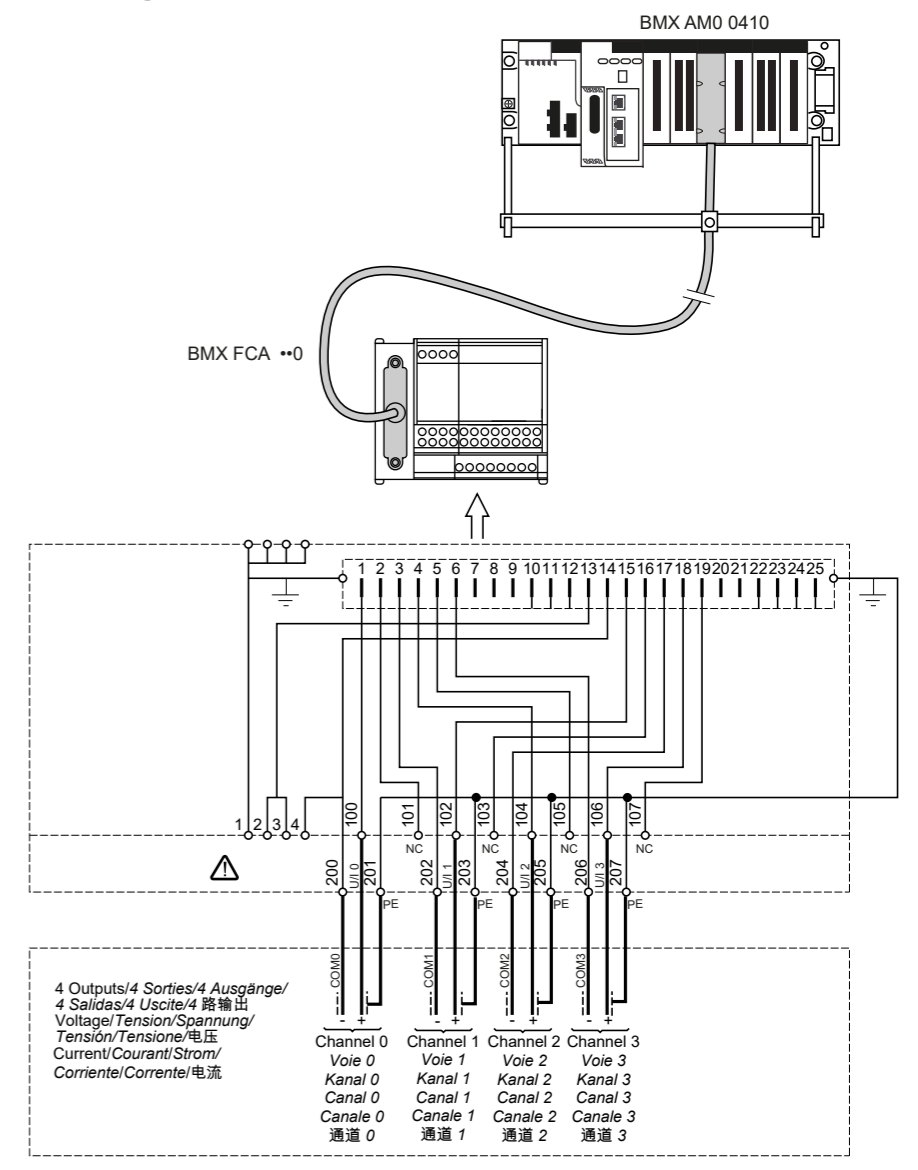 BMX AM0 0410
BMX FCA ••0
1 2 3 4 5 6 7 8 9 10 11 12 13 14 15 16 17 18 19 20 21 22 23 24 25
1 2 3 4 100 101 102 103 104 105 106 107
NC NC NC NC
200 U/I 0 201 202 U/I 1 203 204 U/I 2 205 206 U/I 3 207
PE PE PE PE
COM0 COM1 COM2 COM3
- + - + - + - +
4 Outputs/4 Sorties/4 Ausgänge/
4 Salidas/4 Uscite/4 路输出
Voltage/Tension/Spannung/
Tensión/Tensione/电压
Current/Courant/Strom/
Corriente/Corrente/电流
Channel 0 Channel 1 Channel 2 Channel 3
Voie 0 Voie 1 Voie 2 Voie 3
Kanal 0 Kanal 1 Kanal 2 Kanal 3
Canal 0 Canal 1 Canal 2 Canal 3
Canale 0 Canale 1 Canale 2 Canale 3
通道 0 通道 1 通道 2 通道 3